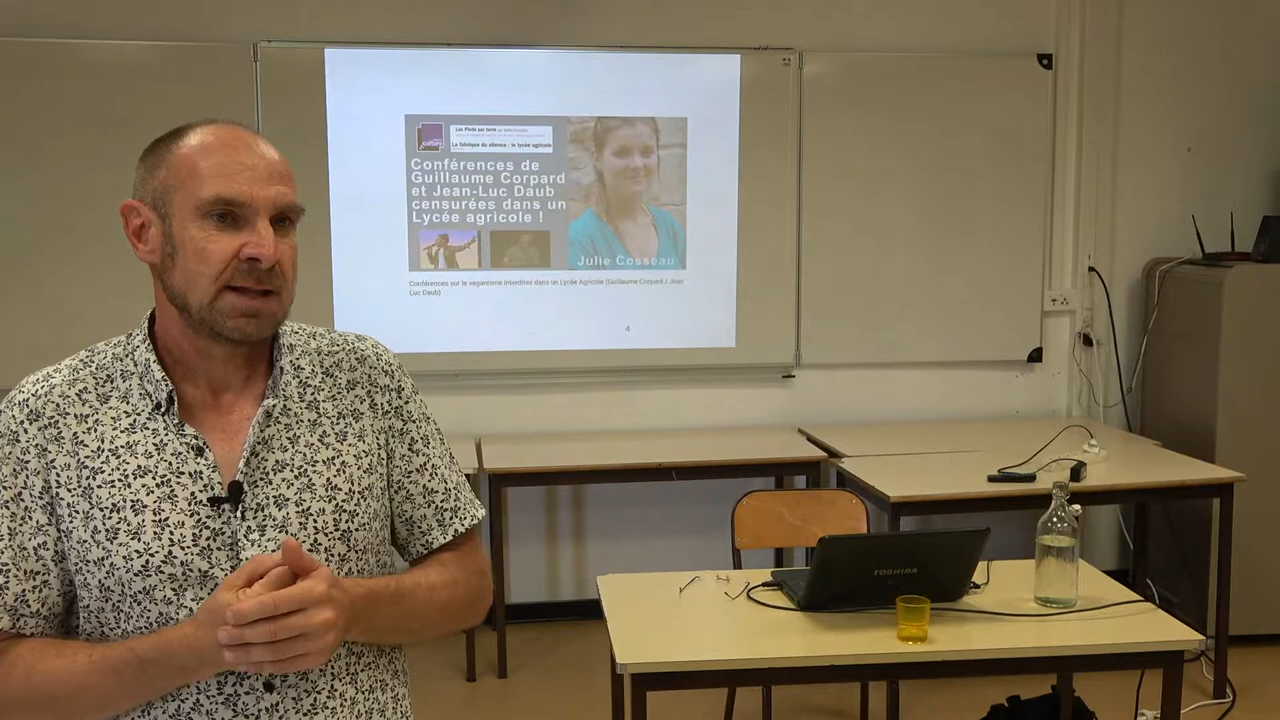 culture
Les Pieds sur terre
La fabrique du silence : le lycée agricole
Conférences de
Guillaume Corpard
et Jean-Luc Daub
censurées dans un
Lycée agricole !
Julie Cosseau
Conférences sur le véganisme interdites dans un Lycée Agricole (Guillaume Corpard / Jean
Luc Daub)
4
TOSHIBA